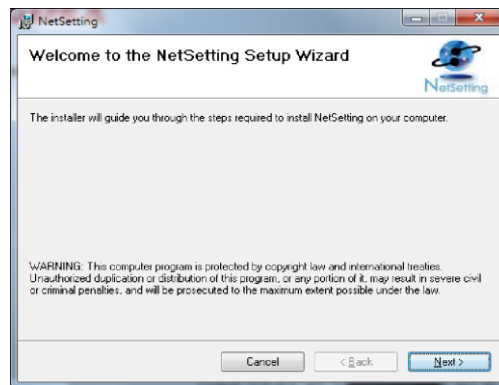 NetSetting
Welcome to the NetSetting Setup Wizard
NetSetting
The installer will guide you through the steps required to install NetSetting on your computer.
WARNING: This computer program is protected by copyright law and international treaties.
Unauthorized duplication or distribution of this program, or any portion of it, may result in severe civil
or criminal penalties, and will be prosecuted to the maximum extent possible under the law.
Cancel
< Back
Next >